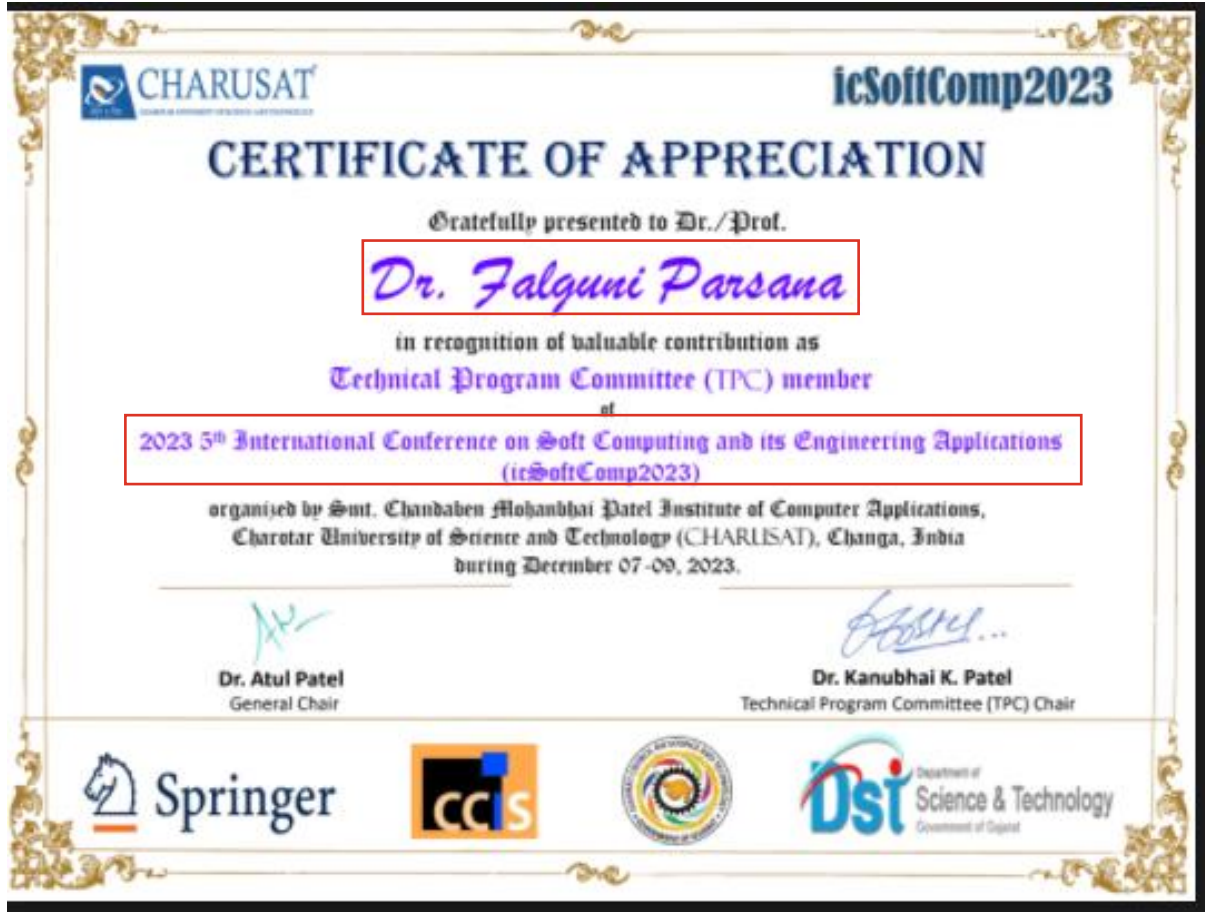 CHARUSAT
icSoftComp2023
CERTIFICATE OF APPRECIATION
Gratefully presented to Dr./Prof.
Dr. Falguni Parsana
in recognition of valuable contribution as
Technical Program Committee (TPC) member
of
2023 5th International Conference on Soft Computing and its Engineering Applications
(icSoftComp2023)
organized by Smt. Chandaben Mohanbhai Patel Institute of Computer Applications,
Charotar University of Science and Technology (CHARUSAT), Changa, India
during December 07-09, 2023.
Dr. Atul Patel
General Chair
Dr. Kanubhai K. Patel
Technical Program Committee (TPC) Chair
Springer
CCIS
DST
Department of
Science & Technology
Government of Gujarat